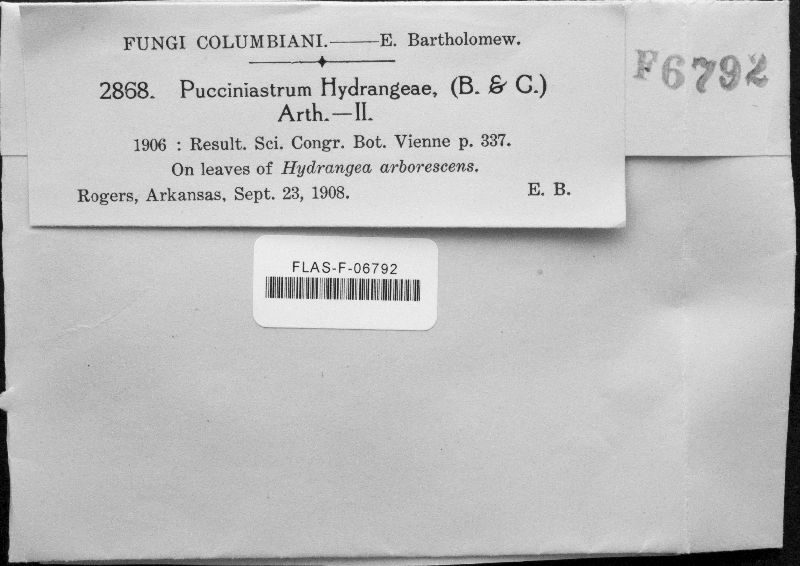 FUNGI COLUMBIANI.——E. Bartholomew.
F6792
2868. Pucciniastrum Hydrangeae, (B. & C.)
Arth.—II.
1906 : Result. Sci. Congr. Bot. Vienne p. 337.
On leaves of Hydrangea arborescens.
Rogers, Arkansas, Sept. 23, 1908. E. B.
FLAS-F-06792